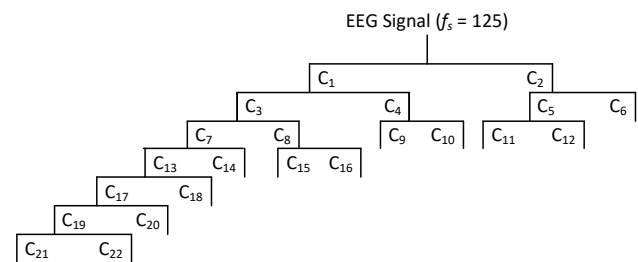 EEG Signal (fₛ = 125)
C₁ C₂
C₃ C₄ C₅ C₆
C₇ C₈ C₉ C₁₀ C₁₁ C₁₂
C₁₃ C₁₄ C₁₅ C₁₆
C₁₇ C₁₈
C₁₉ C₂₀
C₂₁ C₂₂